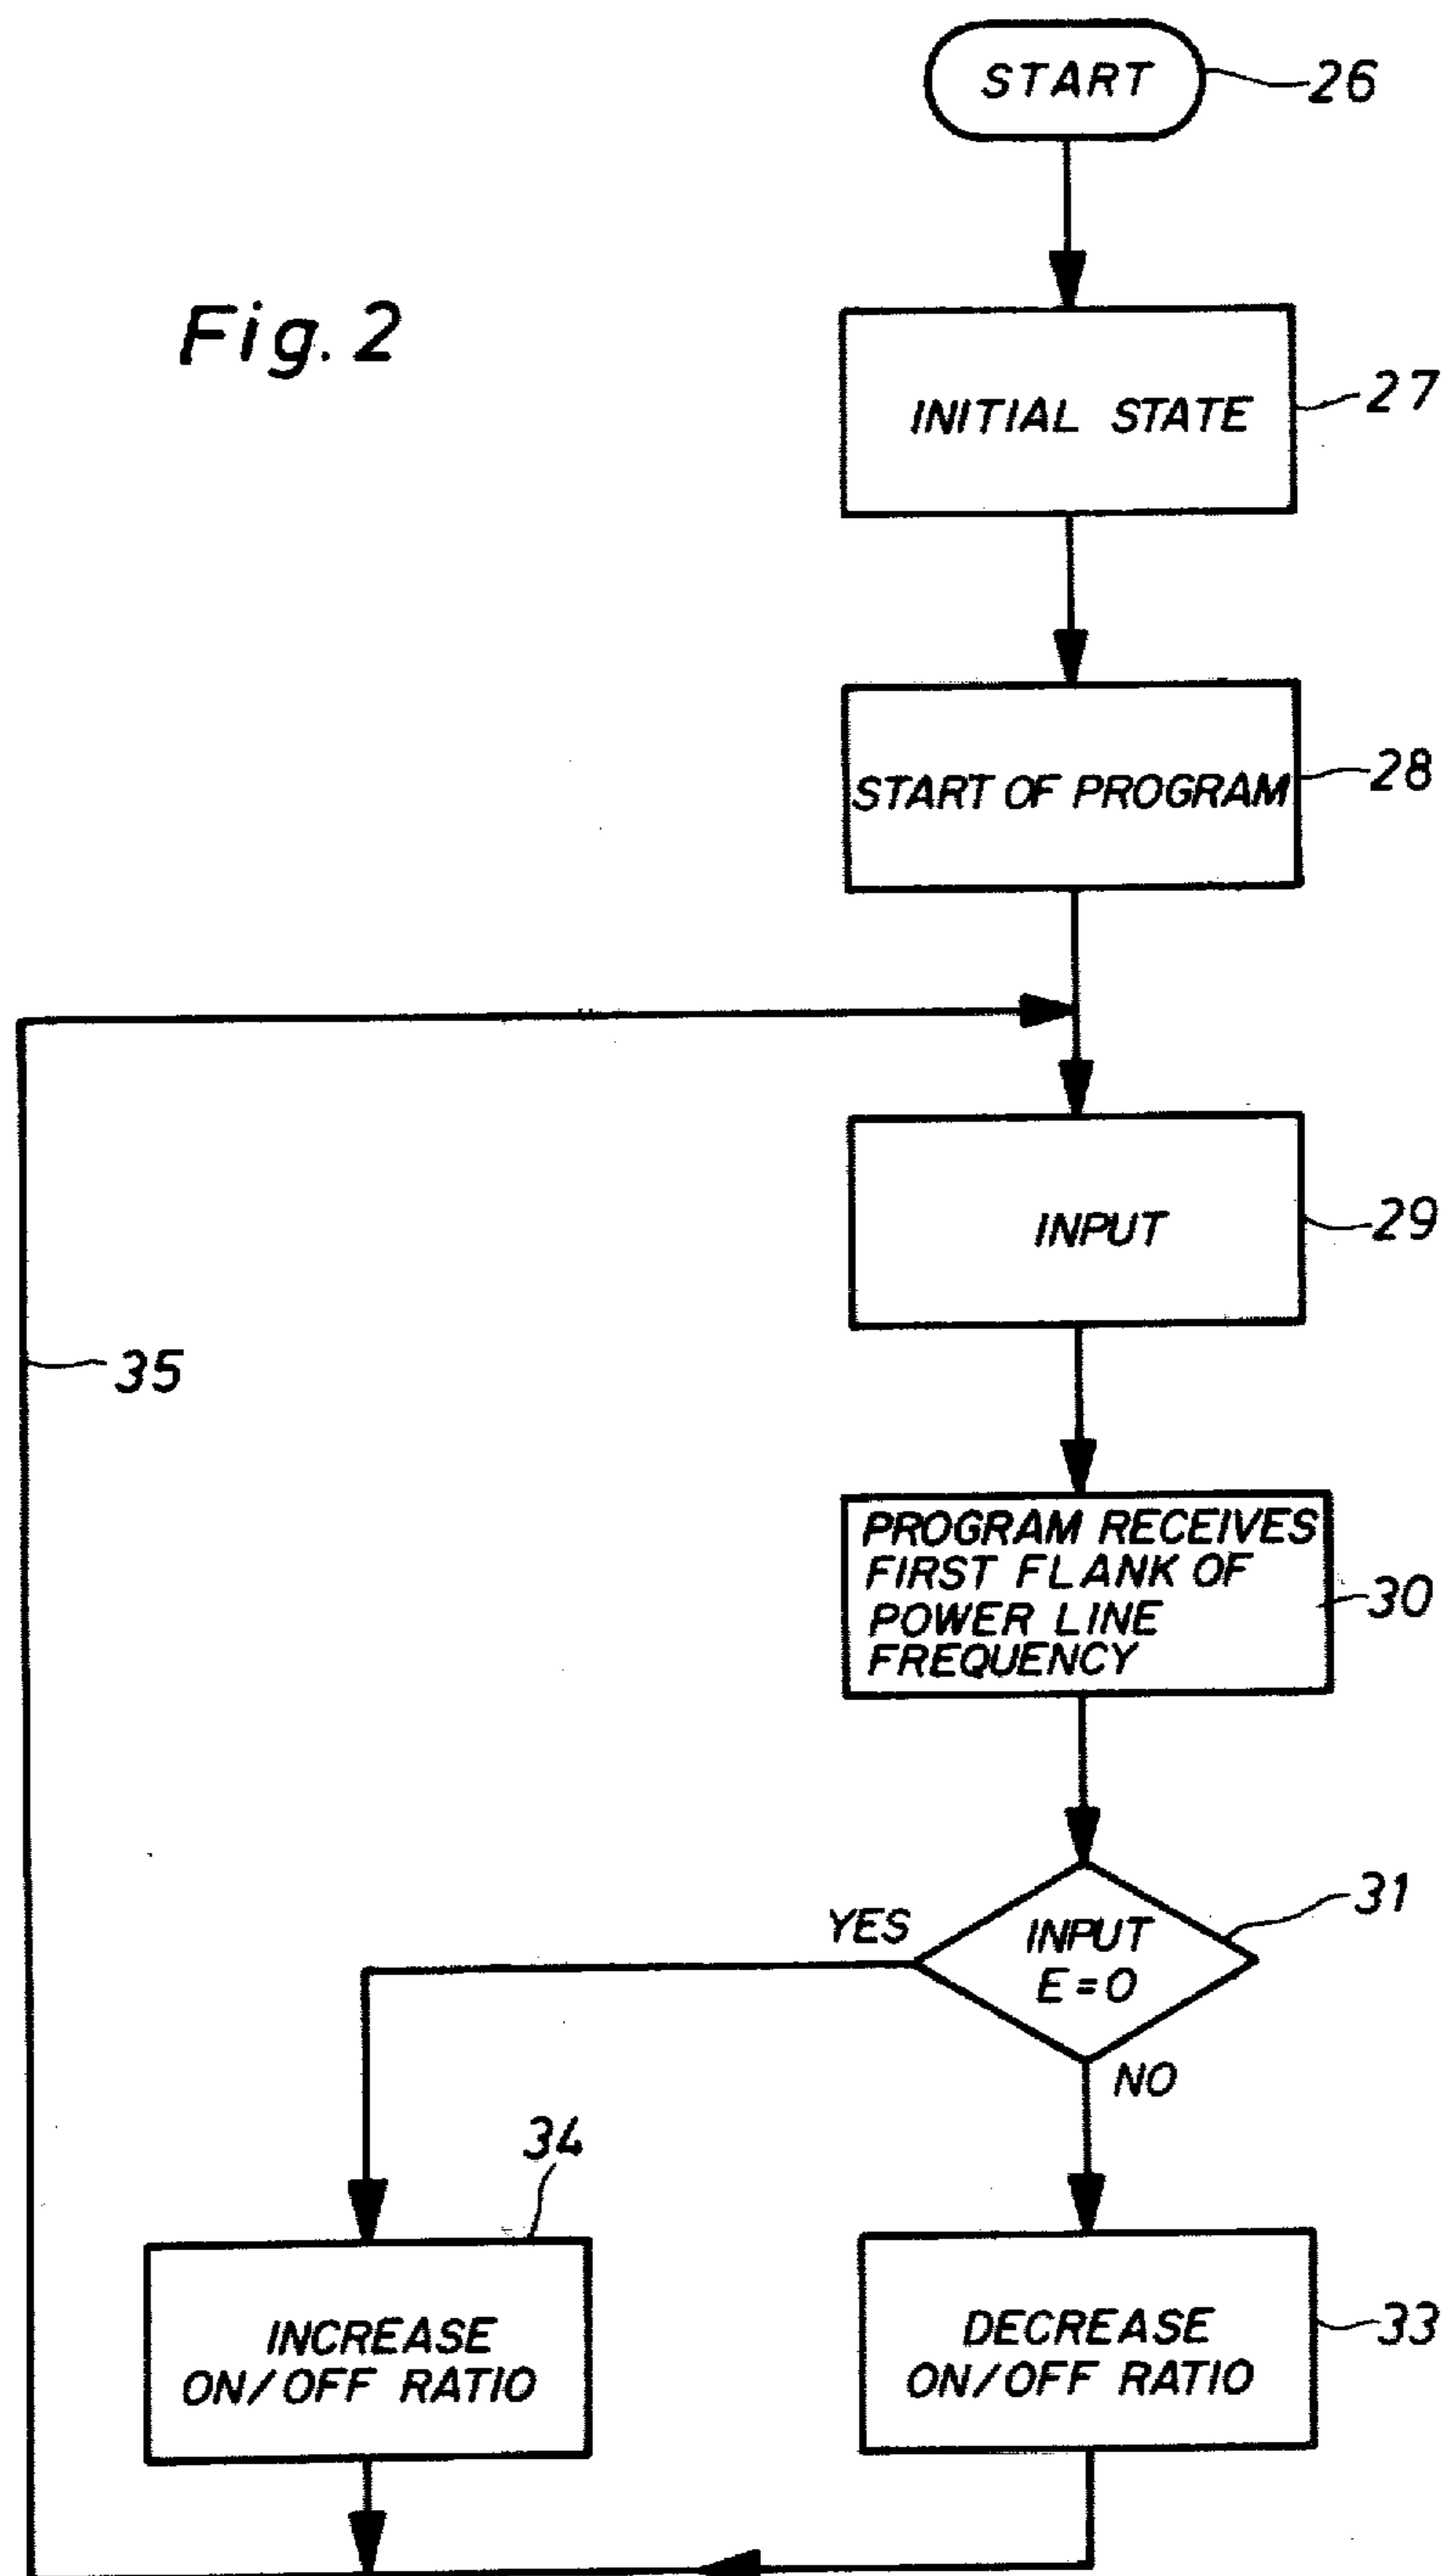 START
26
Fig. 2
INITIAL STATE
27
START OF PROGRAM
28
INPUT
29
35
PROGRAM RECEIVES
FIRST FLANK OF
POWER LINE
FREQUENCY
30
YES
INPUT
E = 0
31
NO
34
INCREASE
ON/OFF RATIO
DECREASE
ON/OFF RATIO
33